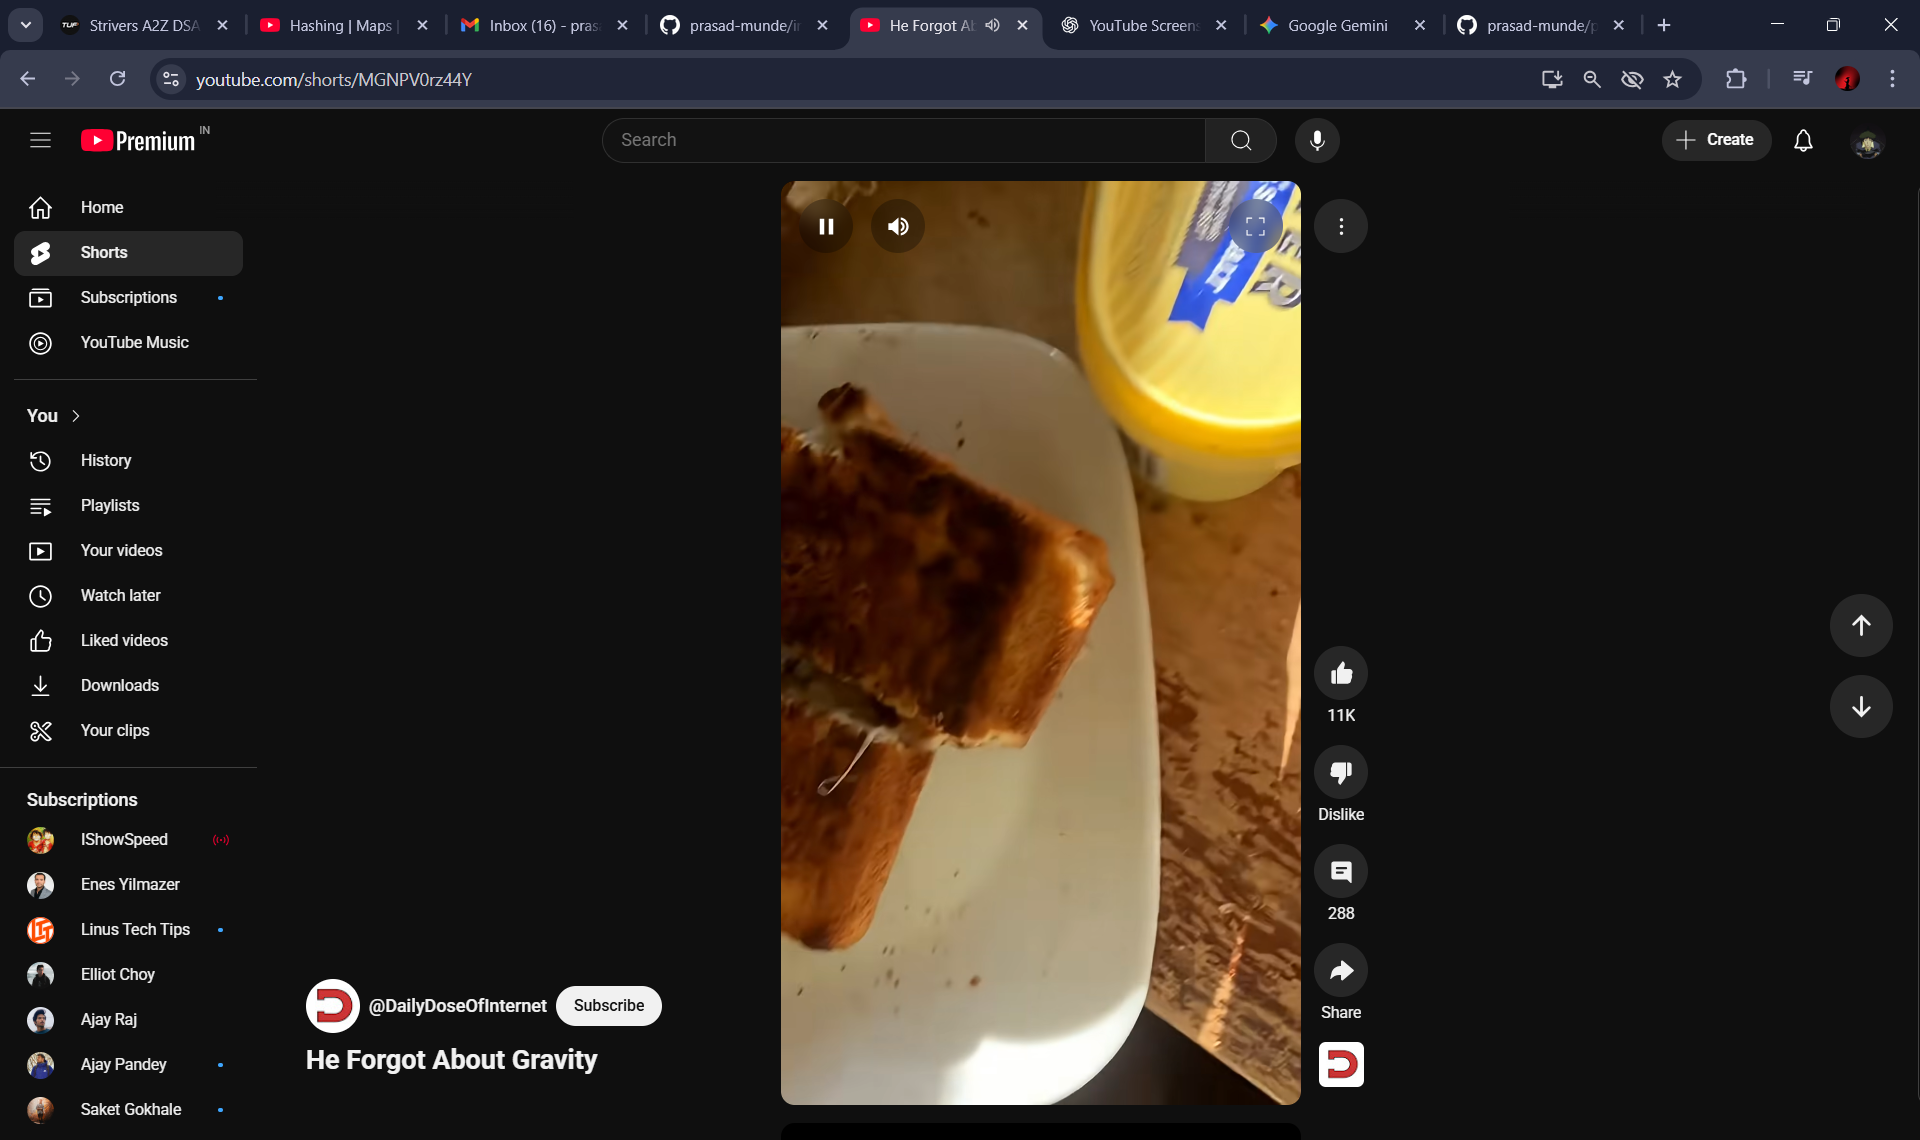 Strivers A2Z DSA
Hashing | Maps |
Inbox (16) - pras
prasad-munde/i
He Forgot Ab
YouTube Screens
Google Gemini
prasad-munde/p
youtube.com/shorts/MGNPV0rz44Y
Premium IN
Search
Create
Home
Shorts
Subscriptions
YouTube Music
You
History
Playlists
Your videos
Watch later
Liked videos
Downloads
Your clips
Subscriptions
IShowSpeed
Enes Yilmazer
Linus Tech Tips
Elliot Choy
Ajay Raj
Ajay Pandey
Saket Gokhale
@DailyDoseOfInternet
Subscribe
He Forgot About Gravity
11K
Dislike
288
Share